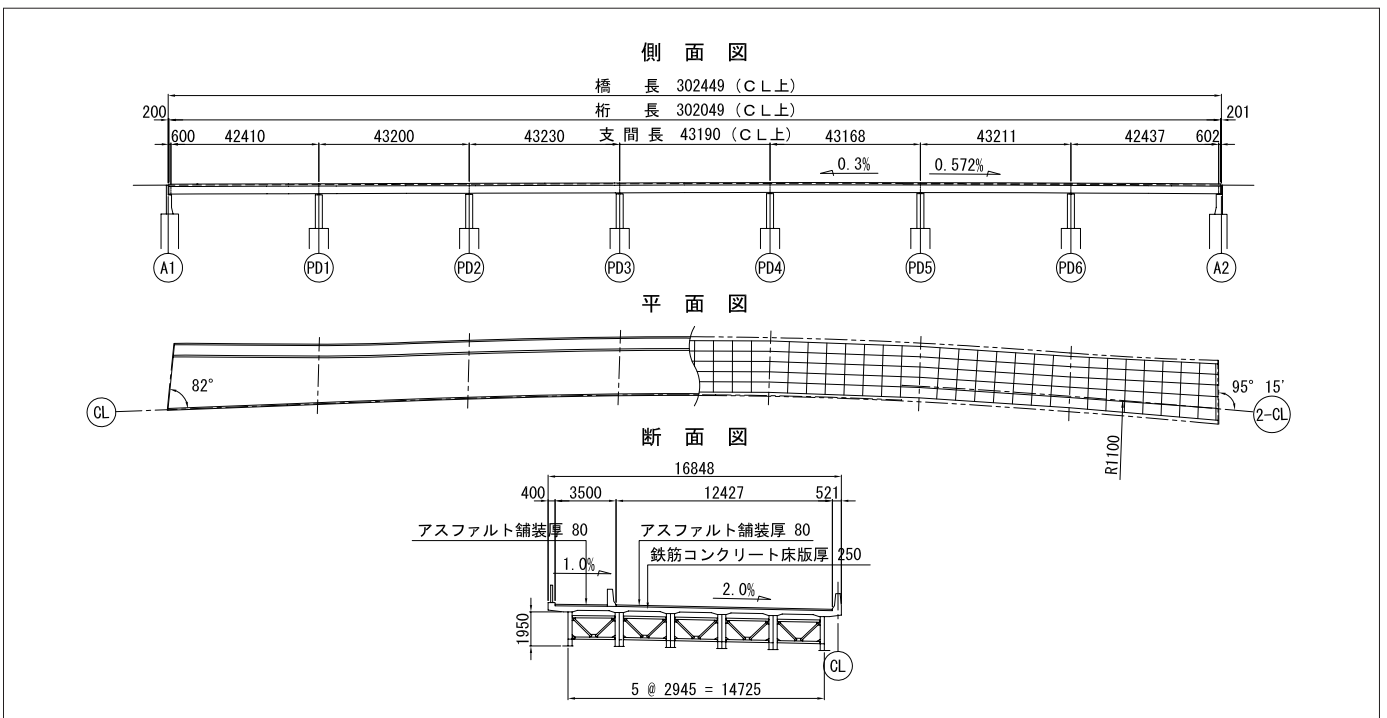 側 面 図
橋 長 302449 (ＣＬ上)
200 桁 長 302049 (ＣＬ上) 201
600 42410 43200 43230 支 間 長 43190 (ＣＬ上) 43168 43211 42437 602
0.3% 0.572%
A1 PD1 PD2 PD3 PD4 PD5 PD6 A2
平 面 図
82° 95° 15'
CL 2-CL
R1100
断 面 図
16848
400 3500 12427 521
アスファルト舗装厚 80 アスファルト舗装厚 80
鉄筋コンクリート床版厚 250
1.0%
2.0%
1950
CL
5 @ 2945 = 14725